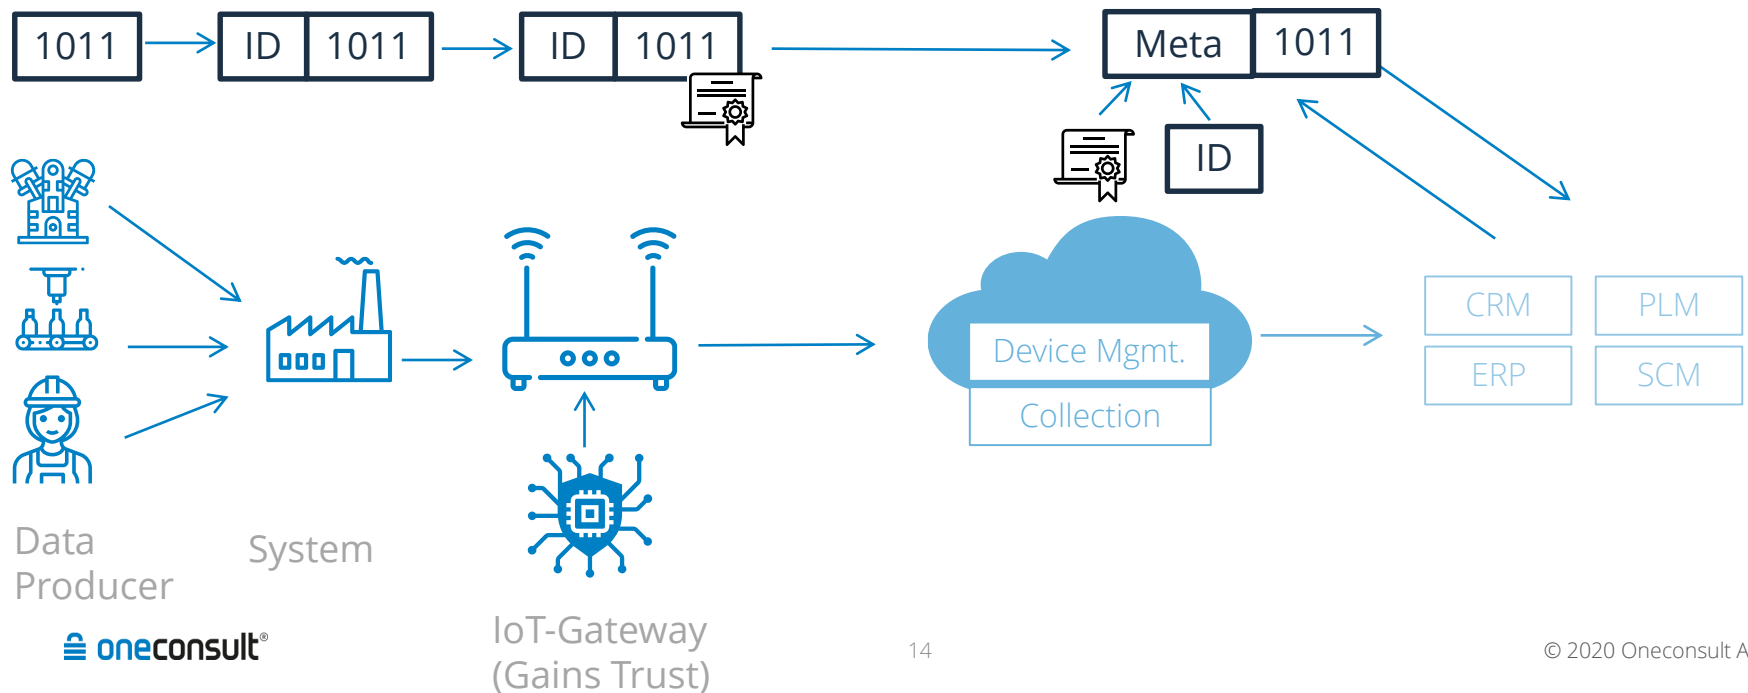 1011
ID 1011
ID 1011
Meta 1011
ID
Device Mgmt.
Collection
CRM
PLM
ERP
SCM
Data
Producer
System
IoT-Gateway
(Gains Trust)
oneconsult®
14
© 2020 Oneconsult A